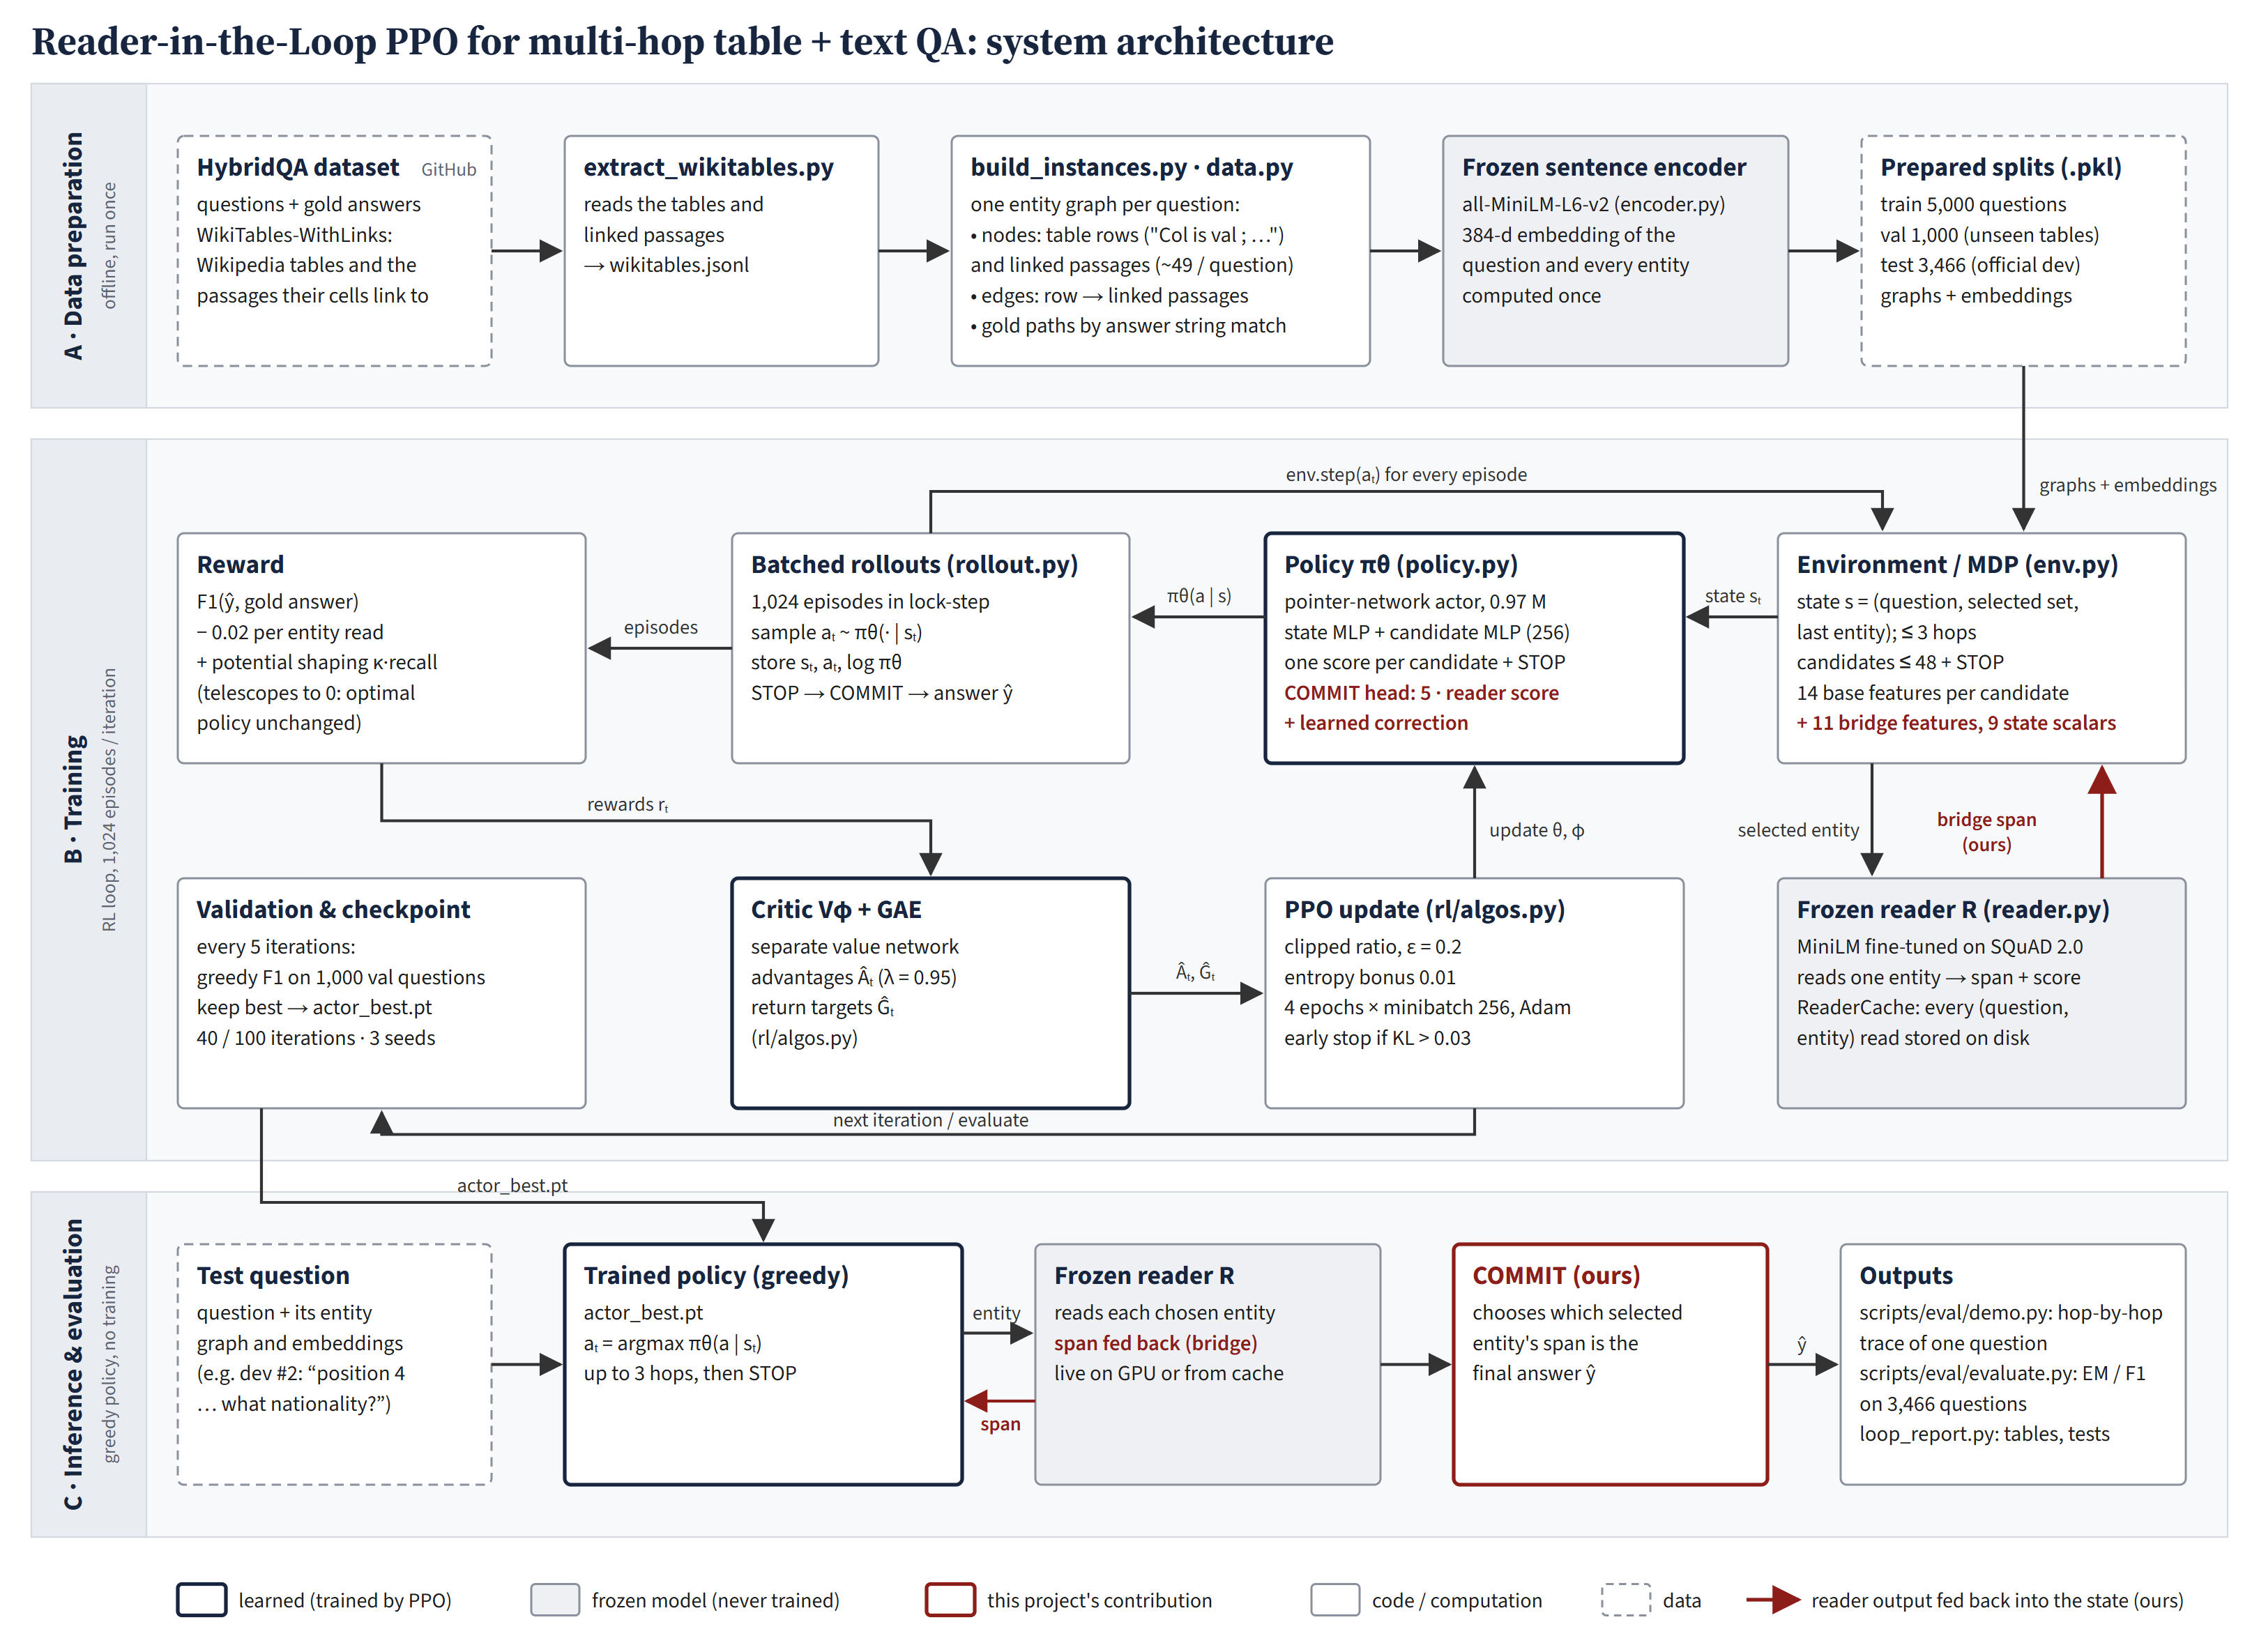 Reader-in-the-Loop PPO for multi-hop table + text QA: system architecture
A · Data preparation
offline, run once
HybridQA dataset GitHub
questions + gold answers
WikiTables-WithLinks:
Wikipedia tables and the
passages their cells link to
extract_wikitables.py
reads the tables and
linked passages
→ wikitables.jsonl
build_instances.py · data.py
one entity graph per question:
• nodes: table rows ("Col is val ; …")
and linked passages (~49 / question)
• edges: row → linked passages
• gold paths by answer string match
Frozen sentence encoder
all-MiniLM-L6-v2 (encoder.py)
384-d embedding of the
question and every entity
computed once
Prepared splits (.pkl)
train 5,000 questions
val 1,000 (unseen tables)
test 3,466 (official dev)
graphs + embeddings
B · Training
RL loop, 1,024 episodes / iteration
env.step(aₜ) for every episode
graphs + embeddings
Reward
F1(ŷ, gold answer)
− 0.02 per entity read
+ potential shaping κ·recall
(telescopes to 0: optimal
policy unchanged)
episodes
Batched rollouts (rollout.py)
1,024 episodes in lock-step
sample aₜ ~ πθ(· | sₜ)
store sₜ, aₜ, log πθ
STOP → COMMIT → answer ŷ
πθ(a | s)
Policy πθ (policy.py)
pointer-network actor, 0.97 M
state MLP + candidate MLP (256)
one score per candidate + STOP
COMMIT head: 5 · reader score
+ learned correction
state sₜ
Environment / MDP (env.py)
state s = (question, selected set,
last entity); ≤ 3 hops
candidates ≤ 48 + STOP
14 base features per candidate
+ 11 bridge features, 9 state scalars
rewards rₜ
update θ, φ
selected entity
bridge span
(ours)
Validation & checkpoint
every 5 iterations:
greedy F1 on 1,000 val questions
keep best → actor_best.pt
40 / 100 iterations · 3 seeds
Critic Vφ + GAE
separate value network
advantages Âₜ (λ = 0.95)
return targets Ĝₜ
(rl/algos.py)
Âₜ, Ĝₜ
PPO update (rl/algos.py)
clipped ratio, ε = 0.2
entropy bonus 0.01
4 epochs × minibatch 256, Adam
early stop if KL > 0.03
Frozen reader R (reader.py)
MiniLM fine-tuned on SQuAD 2.0
reads one entity → span + score
ReaderCache: every (question,
entity) read stored on disk
next iteration / evaluate
actor_best.pt
C · Inference & evaluation
greedy policy, no training
Test question
question + its entity
graph and embeddings
(e.g. dev #2: “position 4
… what nationality?”)
Trained policy (greedy)
actor_best.pt
aₜ = argmax πθ(a | sₜ)
up to 3 hops, then STOP
entity
span
Frozen reader R
reads each chosen entity
span fed back (bridge)
live on GPU or from cache
COMMIT (ours)
chooses which selected
entity's span is the
final answer ŷ
ŷ
Outputs
scripts/eval/demo.py: hop-by-hop
trace of one question
scripts/eval/evaluate.py: EM / F1
on 3,466 questions
loop_report.py: tables, tests
learned (trained by PPO)
frozen model (never trained)
this project's contribution
code / computation
data
reader output fed back into the state (ours)